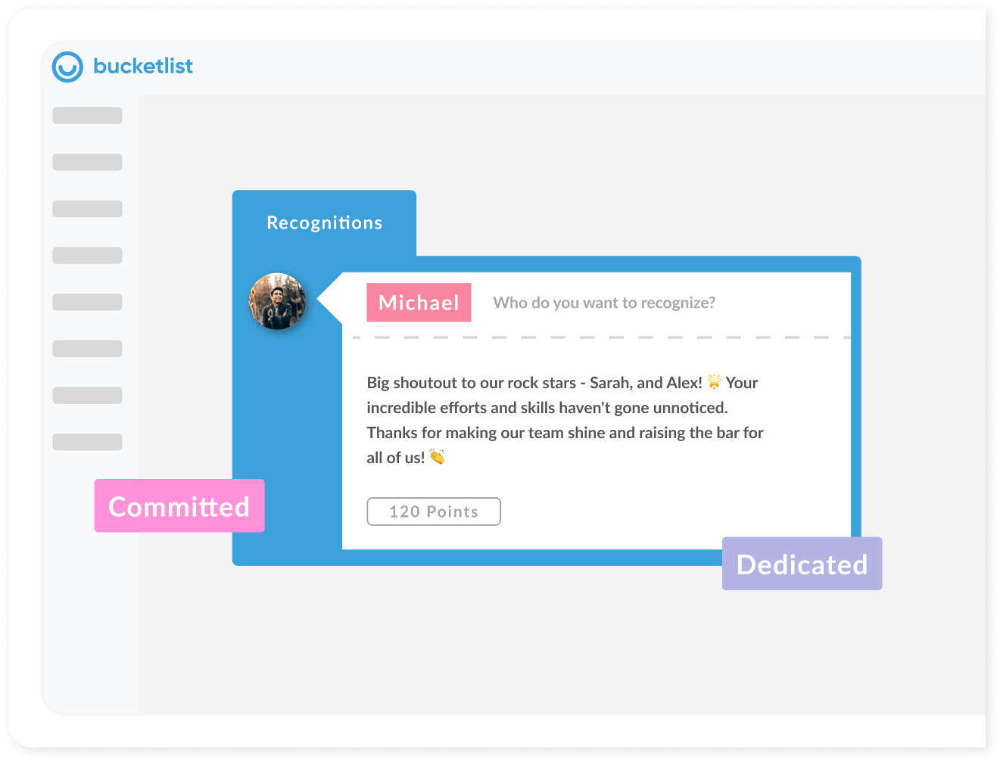 bucketlist
Recognitions
Michael
Who do you want to recognize?
Big shoutout to our rock stars - Sarah, and Alex! 🌟 Your
incredible efforts and skills haven't gone unnoticed.
Thanks for making our team shine and raising the bar for
all of us! 👏
120 Points
Committed
Dedicated